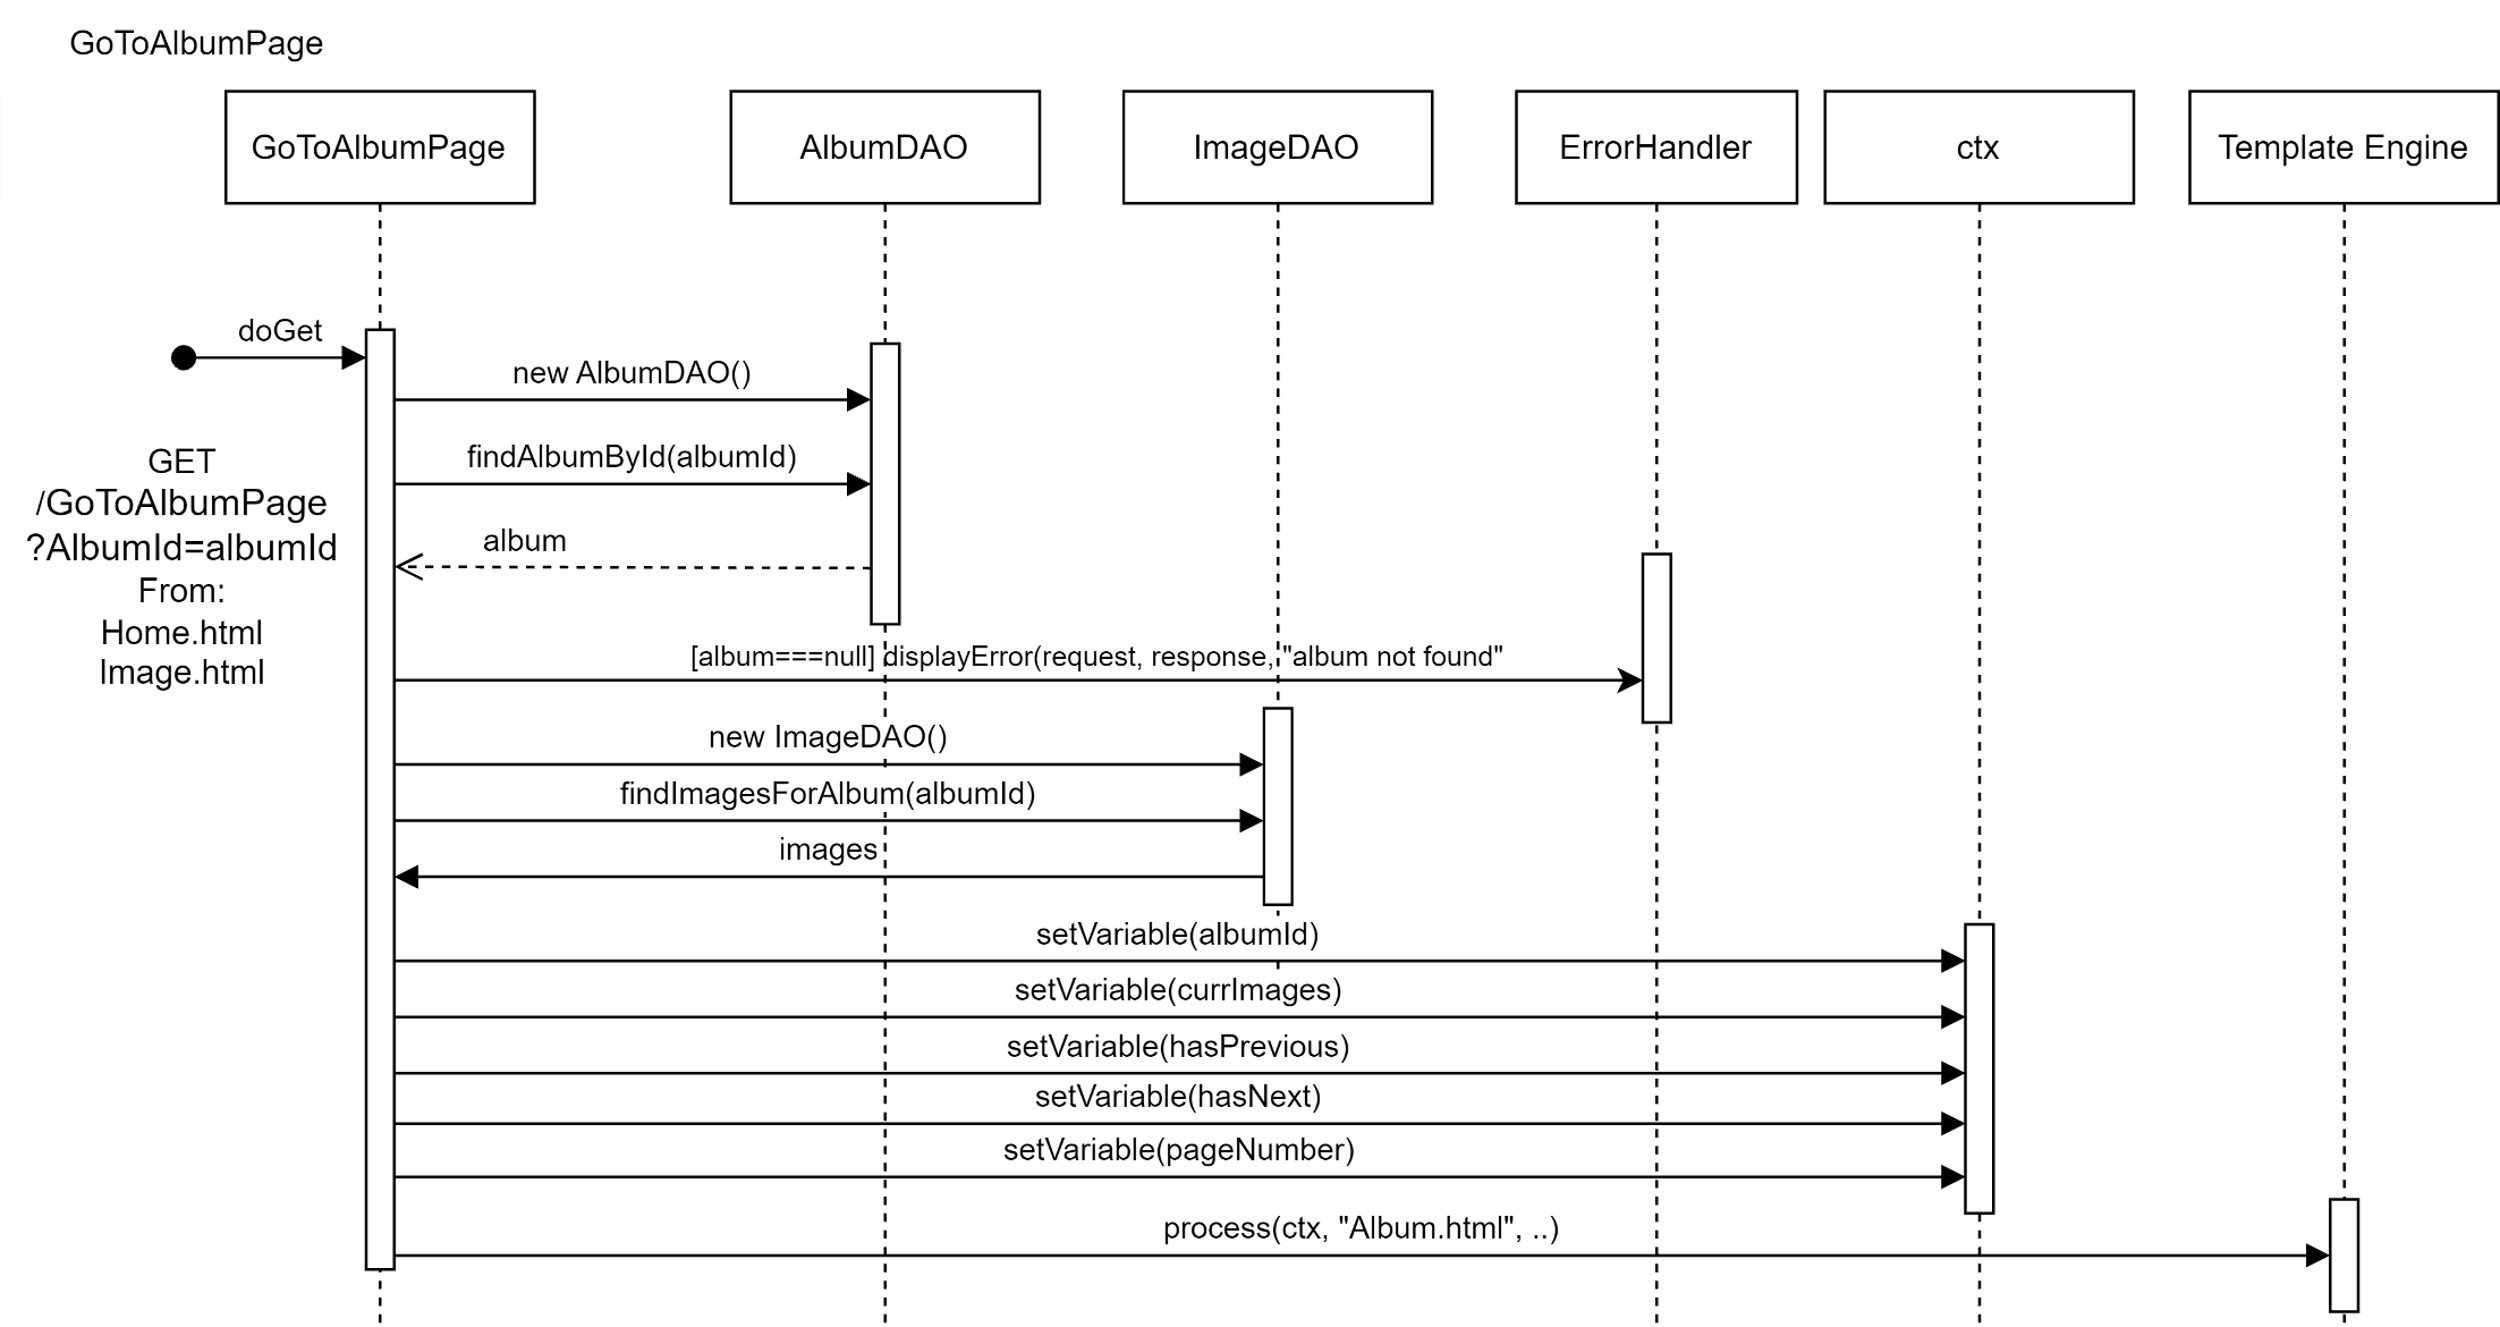 GoToAlbumPage
GoToAlbumPage
AlbumDAO
ImageDAO
ErrorHandler
ctx
Template Engine
doGet
new AlbumDAO()
findAlbumById(albumId)
album
GET
/GoToAlbumPage
?AlbumId=albumId
From:
Home.html
Image.html
[album===null] displayError(request, response, "album not found"
new ImageDAO()
findImagesForAlbum(albumId)
images
setVariable(albumId)
setVariable(currImages)
setVariable(hasPrevious)
setVariable(hasNext)
setVariable(pageNumber)
process(ctx, "Album.html", ..)